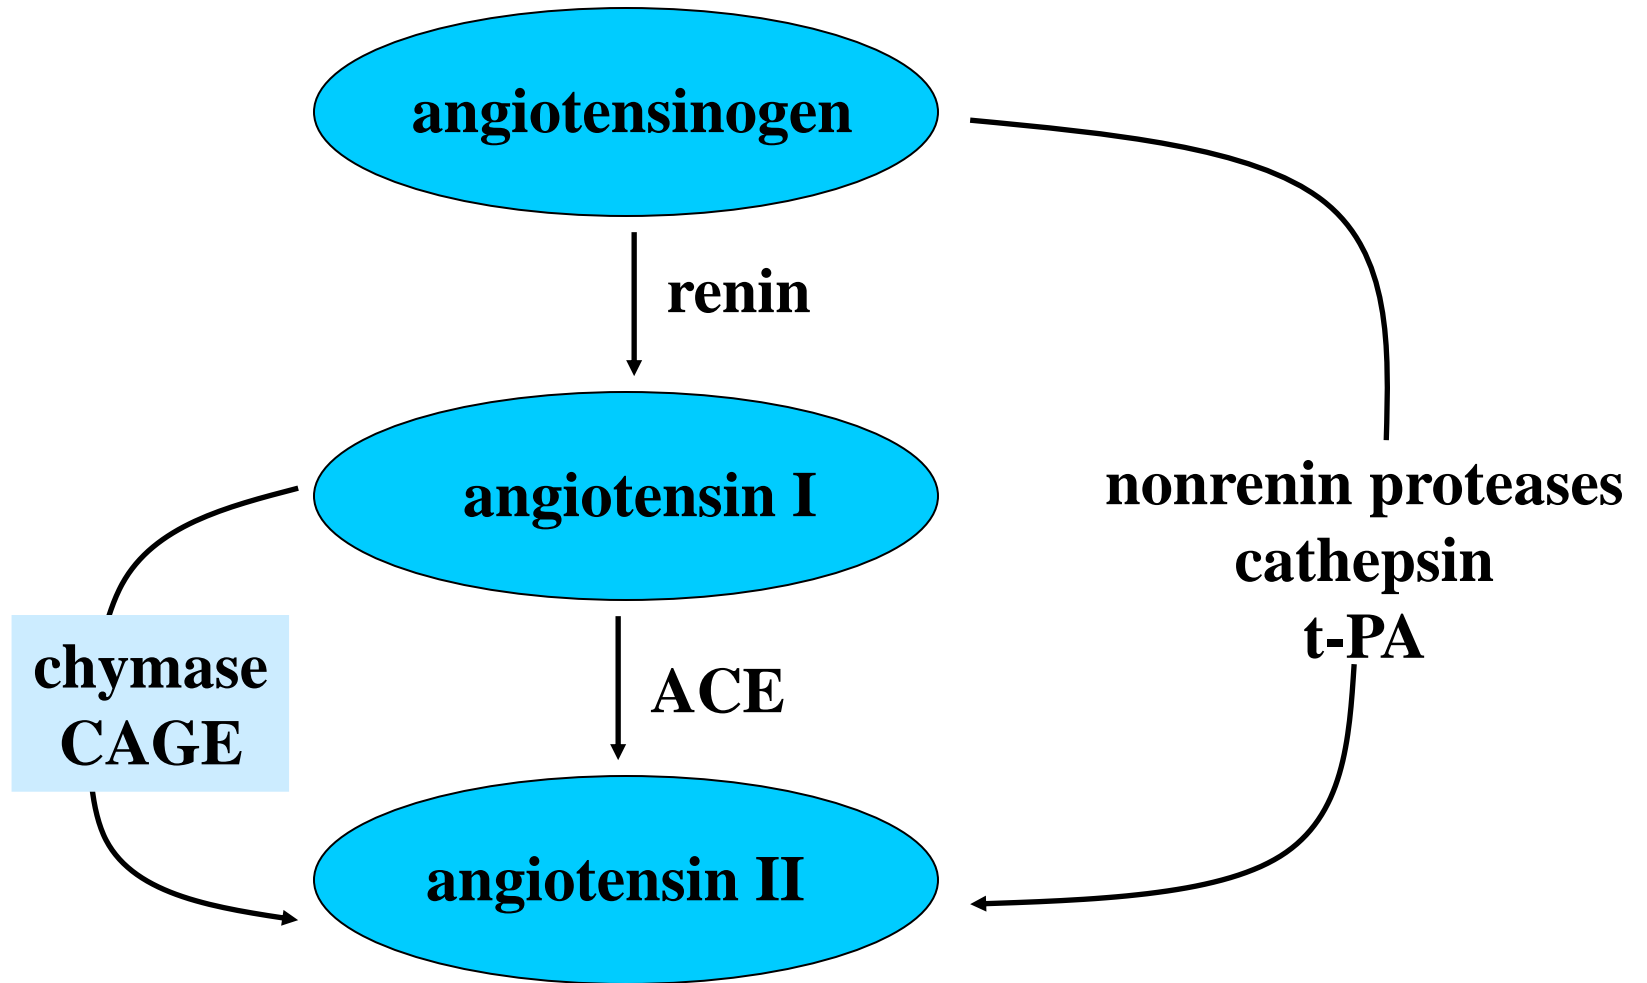 angiotensinogen
renin
angiotensin I
nonrenin proteases
cathepsin
t-PA
chymase
CAGE
ACE
angiotensin II